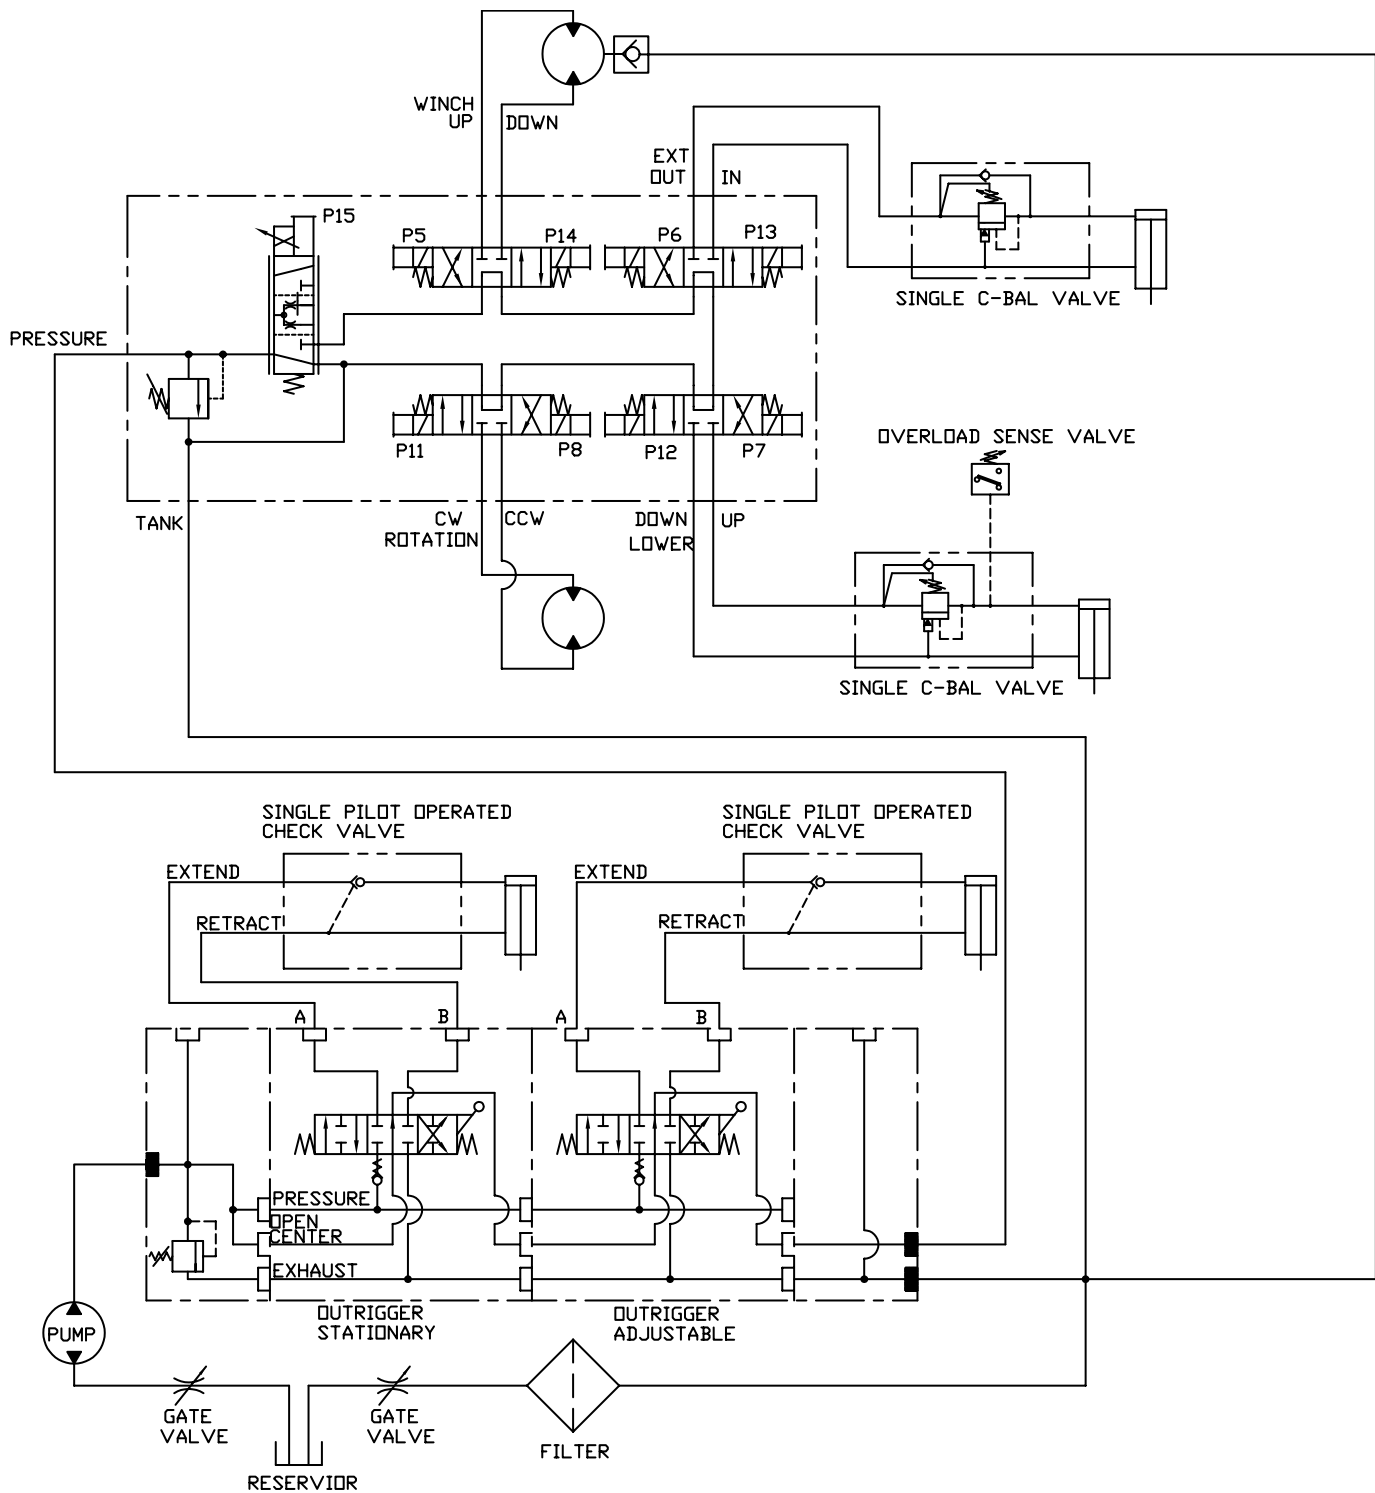 WINCH
UP
DOWN
EXT
OUT
IN
P15
P5
P14
P6
P13
SINGLE C-BAL VALVE
PRESSURE
P11
P8
P12
P7
OVERLOAD SENSE VALVE
TANK
CW
CCW
ROTATION
DOWN
UP
LOWER
SINGLE C-BAL VALVE
SINGLE PILOT OPERATED
CHECK VALVE
SINGLE PILOT OPERATED
CHECK VALVE
EXTEND
EXTEND
RETRACT
RETRACT
A
B
A
B
PRESSURE
OPEN
CENTER
EXHAUST
OUTRIGGER
STATIONARY
OUTRIGGER
ADJUSTABLE
PUMP
GATE
VALVE
GATE
VALVE
FILTER
RESERVIOR